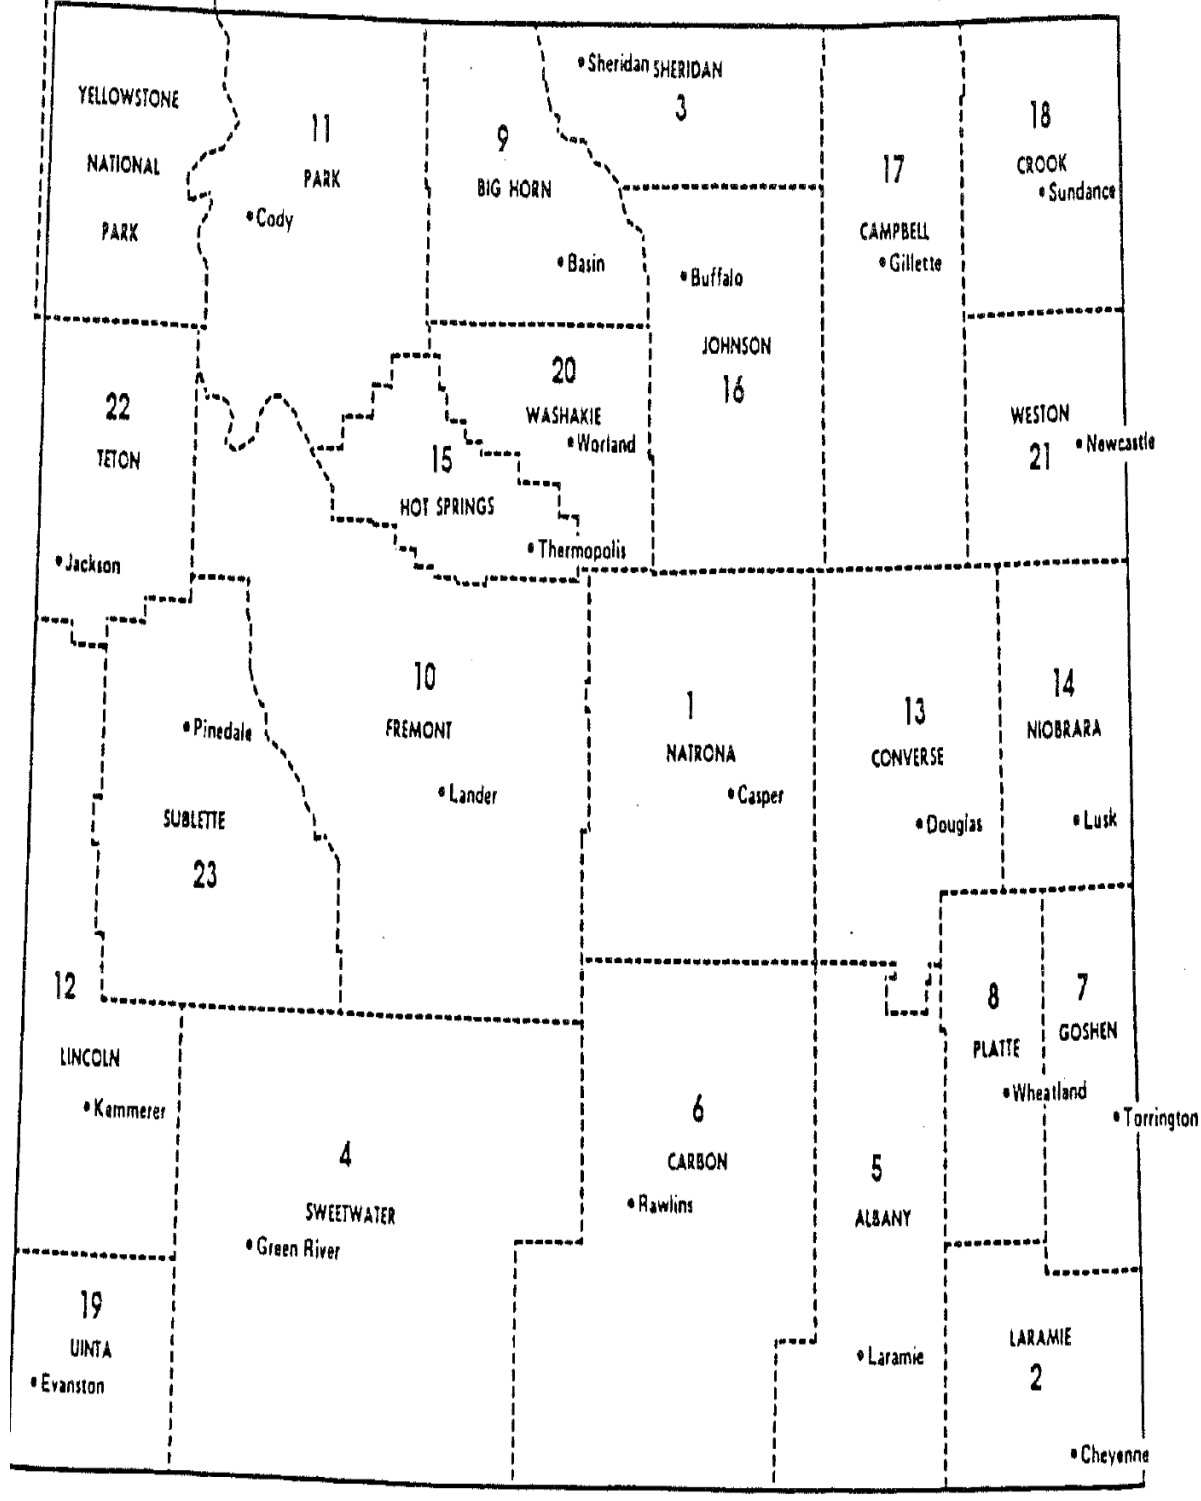 YELLOWSTONE
NATIONAL
PARK
11
PARK
Cody
9
BIG HORN
Basin
Sheridan SHERIDAN
3
17
CAMPBELL
Gillette
18
CROOK
Sundance
Buffalo
JOHNSON
16
22
TETON
Jackson
20
WASHAKIE
Worland
15
HOT SPRINGS
Thermopolis
WESTON
21
Newcastle
10
FREMONT
Lander
Pinedale
SUBLETTE
23
1
NATRONA
Casper
13
CONVERSE
Douglas
14
NIOBRARA
Lusk
12
LINCOLN
Kemmerer
4
SWEETWATER
Green River
6
CARBON
Rawlins
5
ALBANY
Laramie
8
PLATTE
Wheatland
7
GOSHEN
Torrington
19
UINTA
Evanston
LARAMIE
2
Cheyenne